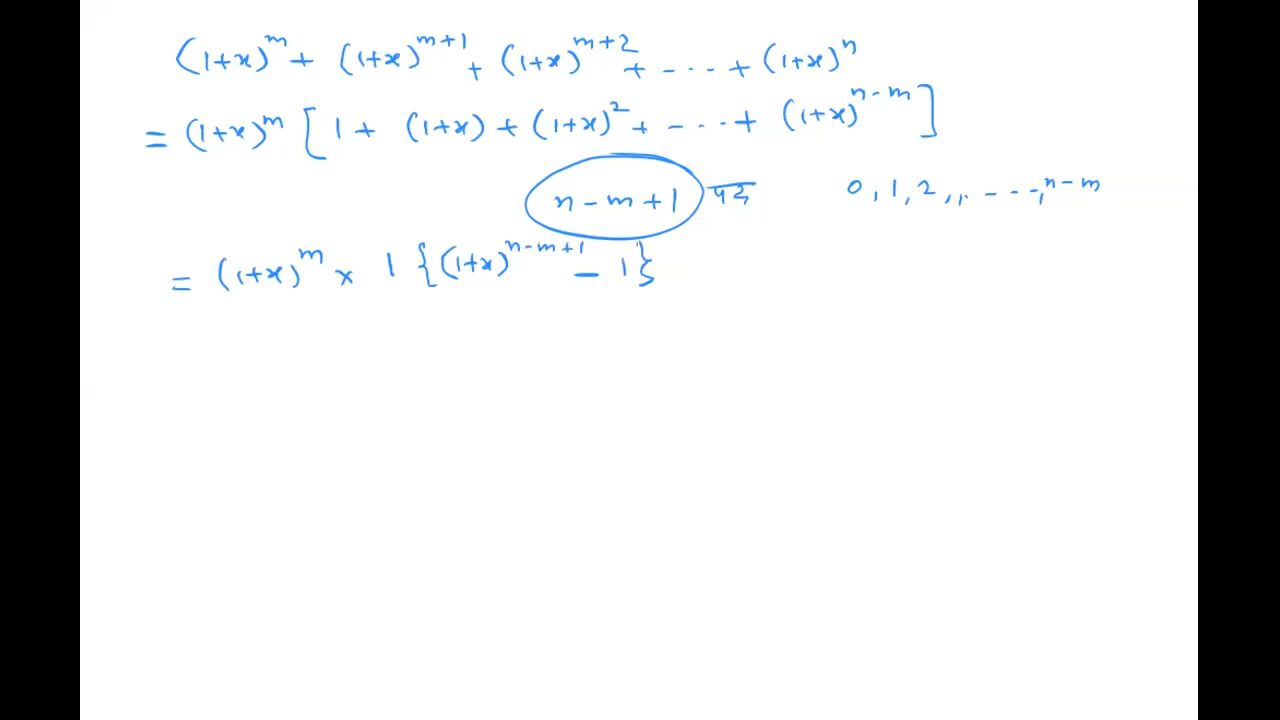 (1+x)^m + (1+x)^{m+1} + (1+x)^{m+2} + - · · - + (1+x)^n
= (1+x)^m [ 1 + (1+x) + (1+x)^2 + - · · - + (1+x)^{n-m} ]
n - m + 1 पद 0, 1, 2, , - - - , n-m
= (1+x)^m × 1 { (1+x)^{n-m+1} - 1 }